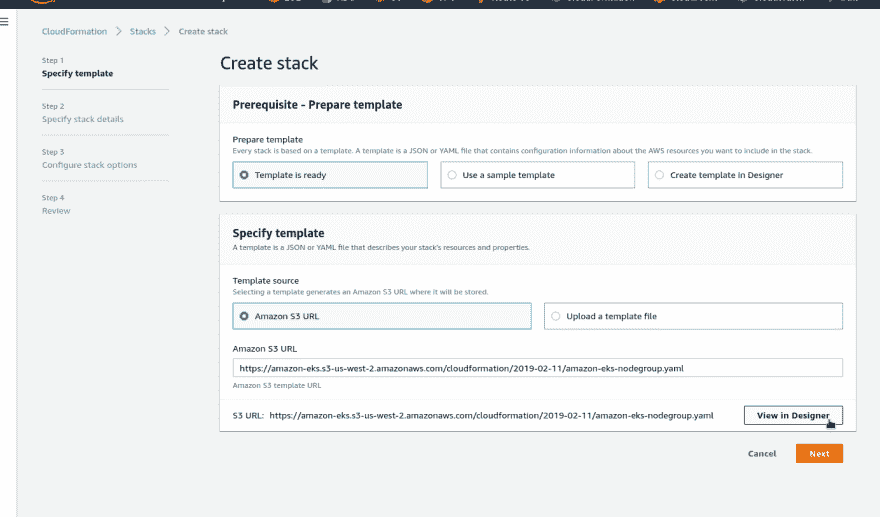 CloudFormation > Stacks > Create stack
Step 1
Specify template
Step 2
Specify stack details
Step 3
Configure stack options
Step 4
Review
Create stack
Prerequisite - Prepare template
Prepare template
Every stack is based on a template. A template is a JSON or YAML file that contains configuration information about the AWS resources you want to include in the stack.
Template is ready
Use a sample template
Create template in Designer
Specify template
A template is a JSON or YAML file that describes your stack's resources and properties.
Template source
Selecting a template generates an Amazon S3 URL where it will be stored.
Amazon S3 URL
Upload a template file
Amazon S3 URL
https://amazon-eks.s3-us-west-2.amazonaws.com/cloudformation/2019-02-11/amazon-eks-nodegroup.yaml
Amazon S3 template URL
S3 URL: https://amazon-eks.s3-us-west-2.amazonaws.com/cloudformation/2019-02-11/amazon-eks-nodegroup.yaml
View in Designer
Cancel
Next